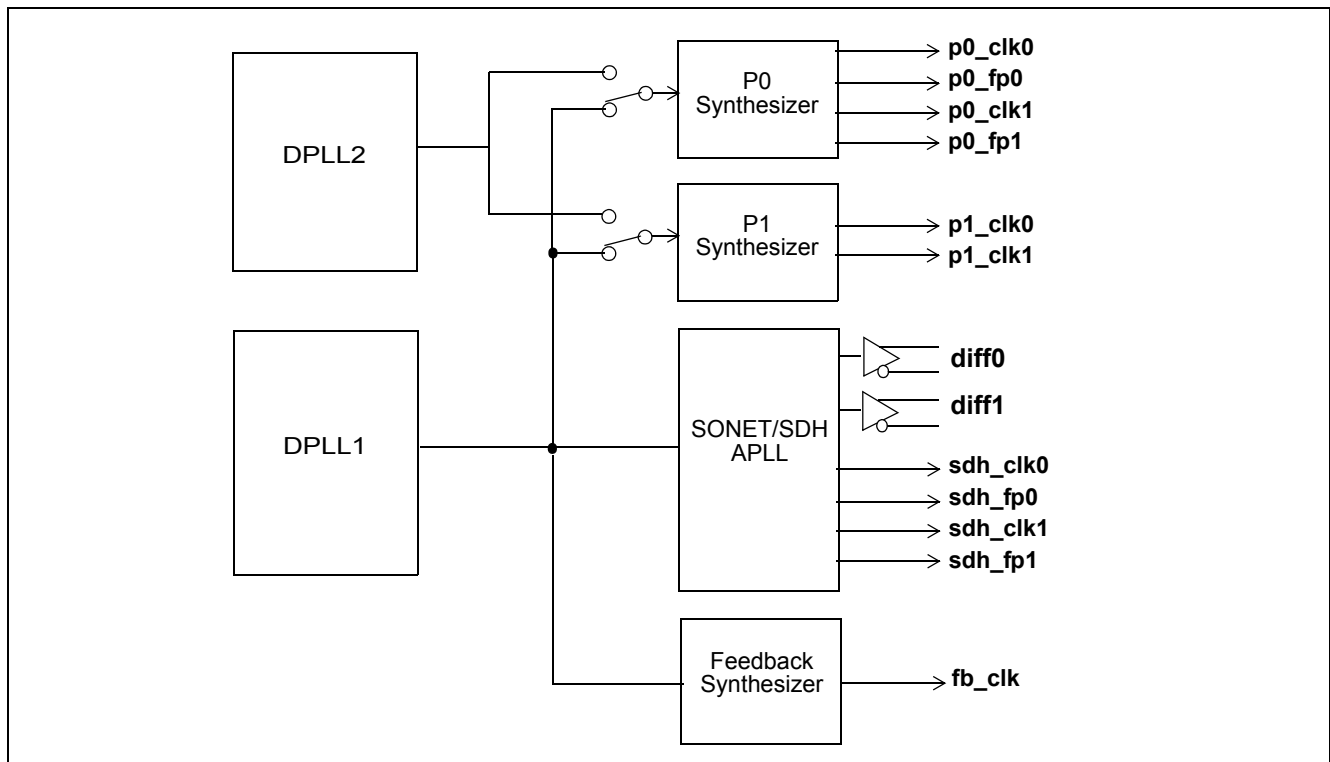 DPLL2
P0
Synthesizer
p0_clk0
p0_fp0
p0_clk1
p0_fp1
P1
Synthesizer
p1_clk0
p1_clk1
DPLL1
SONET/SDH
APLL
diff0
diff1
sdh_clk0
sdh_fp0
sdh_clk1
sdh_fp1
Feedback
Synthesizer
fb_clk